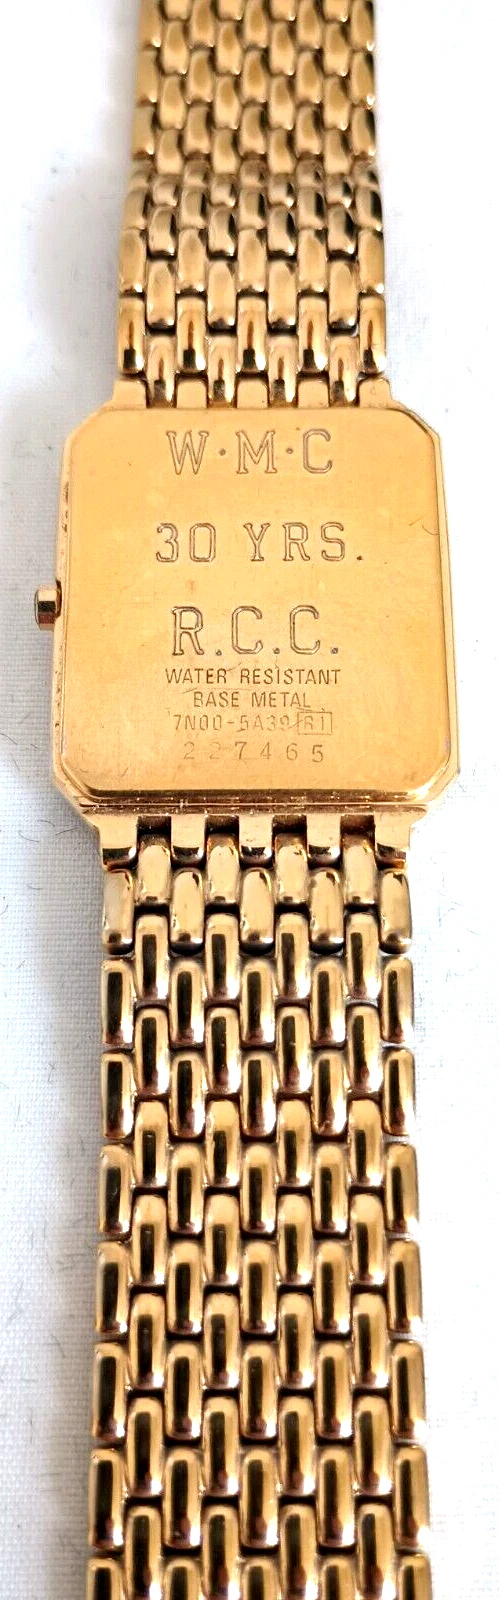 W·M·C
30 YRS.
R.C.C.
WATER RESISTANT
BASE METAL
7N00-5A39 R1
227465